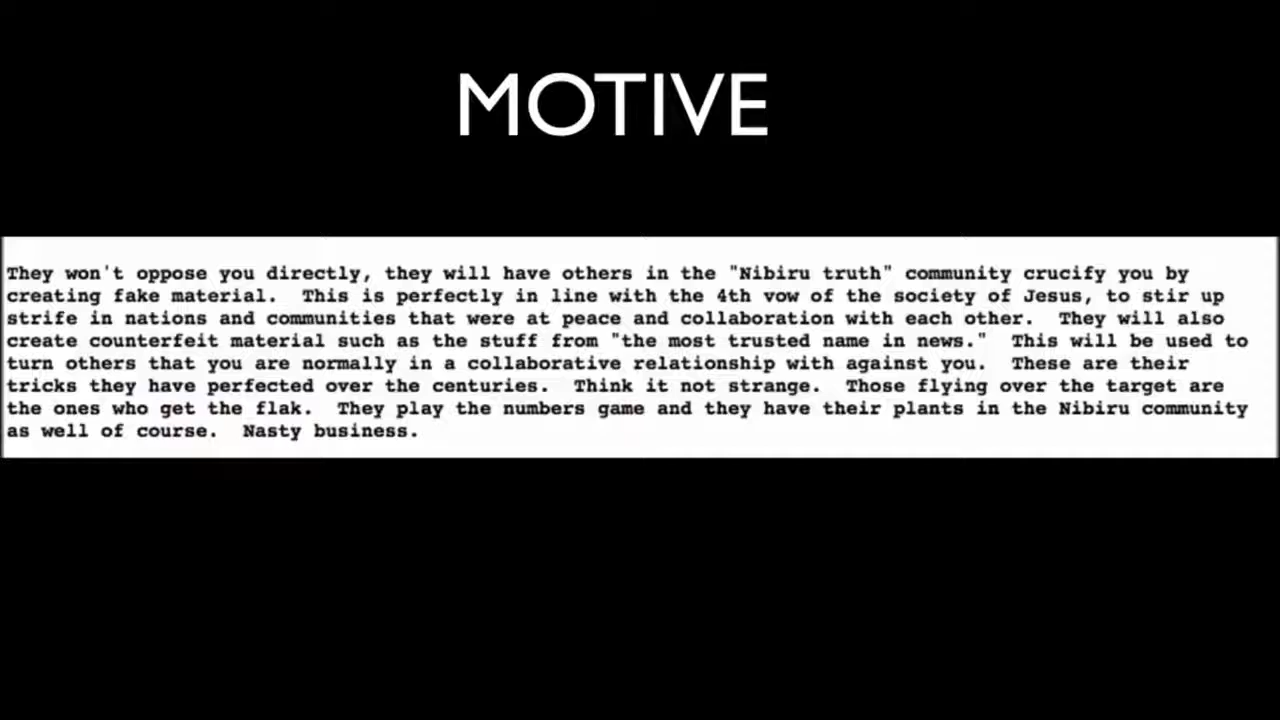 MOTIVE
They won't oppose you directly, they will have others in the "Nibiru truth" community crucify you by
creating fake material.  This is perfectly in line with the 4th vow of the society of Jesus, to stir up
strife in nations and communities that were at peace and collaboration with each other.  They will also
create counterfeit material such as the stuff from "the most trusted name in news."  This will be used to
turn others that you are normally in a collaborative relationship with against you.  These are their
tricks they have perfected over the centuries.  Think it not strange.  Those flying over the target are
the ones who get the flak.  They play the numbers game and they have their plants in the Nibiru community
as well of course.  Nasty business.